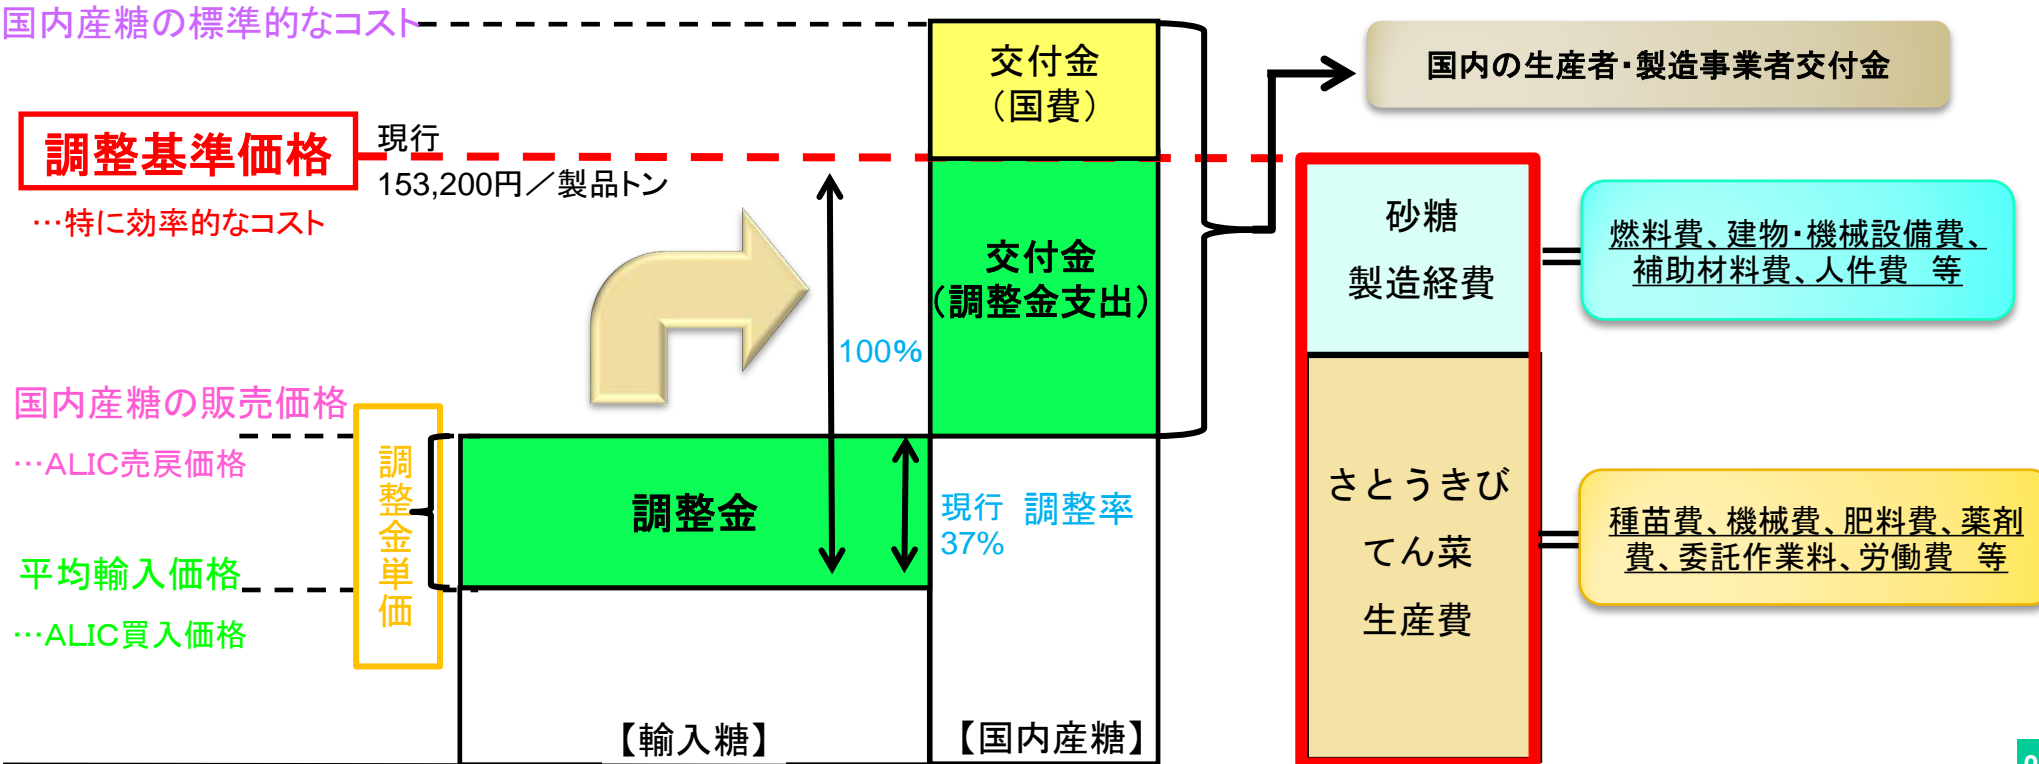 国内産糖の標準的なコスト
交付金
（国費）
国内の生産者・製造事業者交付金
調整基準価格
現行
153,200円／製品トン
…特に効率的なコスト
交付金
（調整金支出）
100%
砂糖
製造経費
燃料費、建物・機械設備費、
補助材料費、人件費　等
国内産糖の販売価格
…ALIC売戻価格
調整金単価
調整金
現行　調整率
37%
平均輸入価格
…ALIC買入価格
さとうきび
てん菜
生産費
種苗費、機械費、肥料費、薬剤
費、委託作業料、労働費　等
【輸入糖】
【国内産糖】